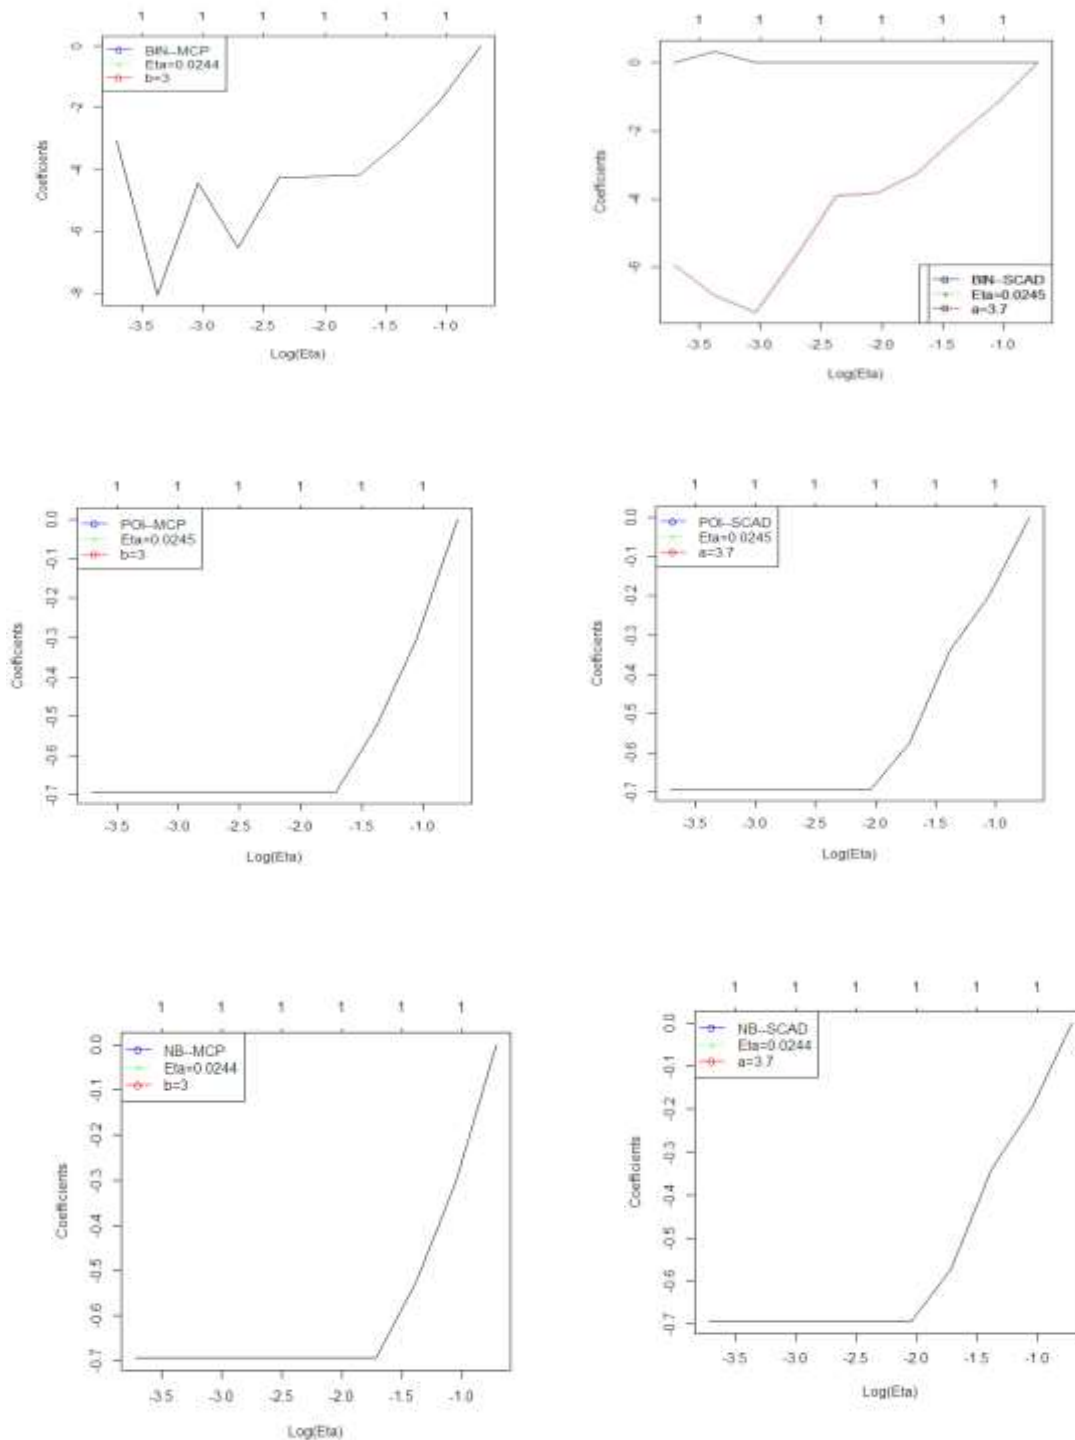 1 1 1 1 1 1
BIN--MCP
Eta=0.0244
b=3
0
-2
-4
-6
-8
Coefficients
-3.5 -3.0 -2.5 -2.0 -1.5 -1.0
Log(Eta)
1 1 1 1 1 1
0
-2
-4
-6
Coefficients
BIN--SCAD
Eta=0.0245
a=3.7
-3.5 -3.0 -2.5 -2.0 -1.5 -1.0
Log(Eta)
1 1 1 1 1 1
POI--MCP
Eta=0.0245
b=3
0.0
-0.1
-0.2
-0.3
-0.4
-0.5
-0.6
-0.7
Coefficients
-3.5 -3.0 -2.5 -2.0 -1.5 -1.0
Log(Eta)
1 1 1 1 1 1
POI--SCAD
Eta=0.0245
a=3.7
0.0
-0.1
-0.2
-0.3
-0.4
-0.5
-0.6
-0.7
Coefficients
-3.5 -3.0 -2.5 -2.0 -1.5 -1.0
Log(Eta)
1 1 1 1 1 1
NB--MCP
Eta=0.0244
b=3
0.0
-0.1
-0.2
-0.3
-0.4
-0.5
-0.6
-0.7
Coefficients
-3.5 -3.0 -2.5 -2.0 -1.5 -1.0
Log(Eta)
1 1 1 1 1 1
NB--SCAD
Eta=0.0244
a=3.7
0.0
-0.1
-0.2
-0.3
-0.4
-0.5
-0.6
-0.7
Coefficients
-3.5 -3.0 -2.5 -2.0 -1.5 -1.0
Log(Eta)